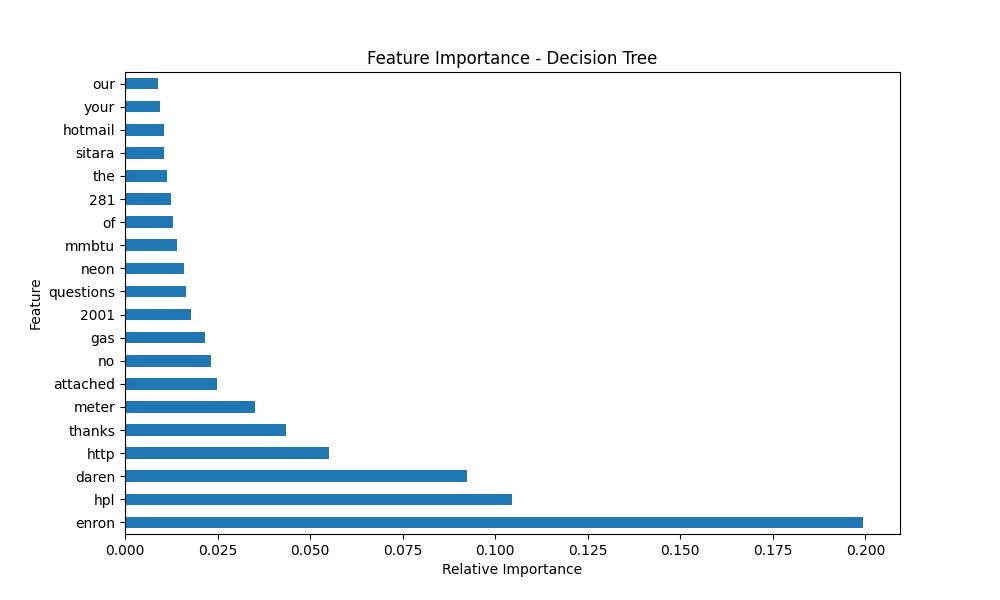 Feature Importance - Decision Tree
our
your
hotmail
sitara
the
281
of
mmbtu
neon
questions
2001
gas
no
attached
meter
thanks
http
daren
hpl
enron
Feature
0.000 0.025 0.050 0.075 0.100 0.125 0.150 0.175 0.200
Relative Importance